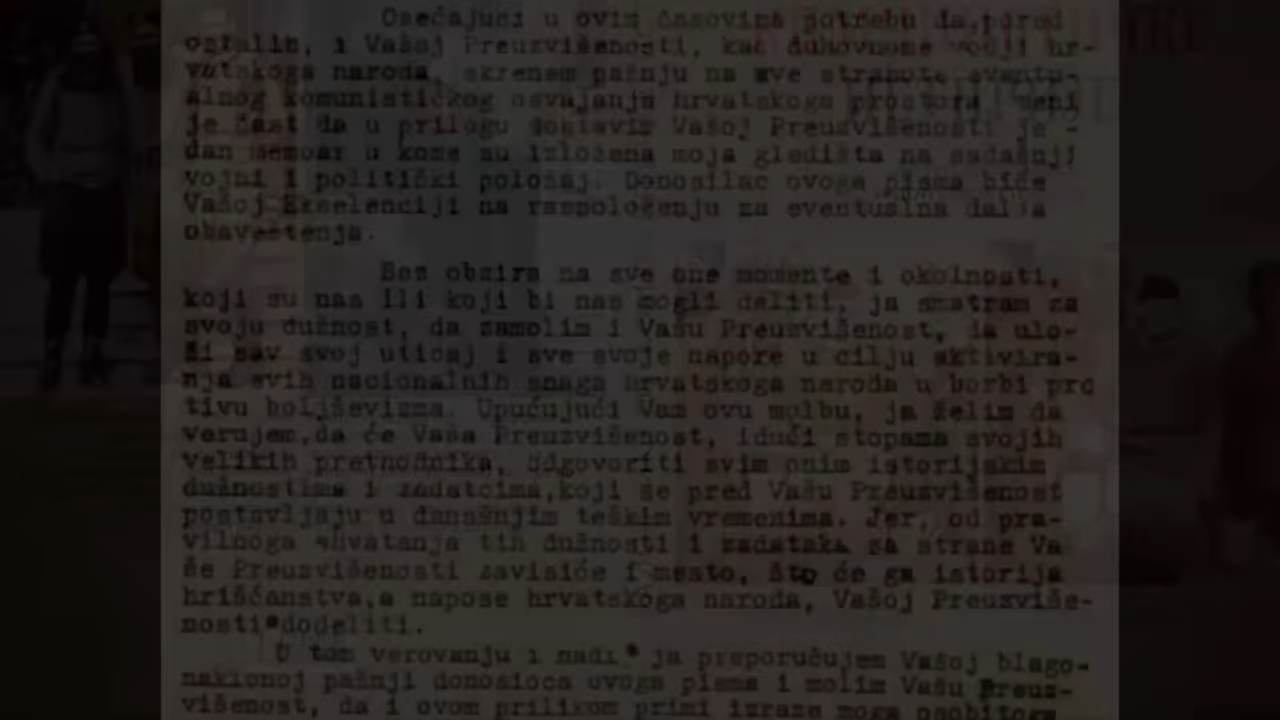 Osećajući u ovim časovima potrebu da,pored
ostalih, i Vašoj Preuzvišenosti, kao duhovnome vodji hr-
vatskoga naroda, skrenem pažnju na sve strahote eventu-
alnog komunističkog osvajanja hrvatskoga prostora, meni
je čast da u prilogu dostavim Vašoj Preuzvišenosti je -
dan memoar u kome su izložena moja gledišta na sadašnji
vojni i politički položaj. Donosilac ovoga pisma biće
Vašoj Ekselenciji na raspoloženju za eventualna dalja
obaveštenja.
Bez obzira na sve one momente i okolnosti,
koji su nas ili koji bi nas mogli deliti, ja smatram za
svoju dužnost, da zamolim i Vašu Preuzvišenost, da ulo-
ži sav svoj uticaj i sve svoje napore u cilju aktivira-
nja svih nacionalnih snaga hrvatskoga naroda u borbi pro
tivu boljševizma. Upućujući Vam ovu molbu, ja želim da
verujem,da će Vaša Preuzvišenost, idući stopama svojih
velikih prethodnika, odgovoriti svim onim istorijskim
dužnostima i zadatcima,koji se pred Vašu Preuzvišenost
postavljaju u današnjim teškim vremenima. Jer, od pra-
vilnoga shvatanja tih dužnosti i zadataka sa strane Va
še Preuzvišenosti zavisiće i mesto, što će ga istorija
hrišćanstva,a napose hrvatskoga naroda, Vašoj Preuzviše-
nosti dodeliti.
U tom verovanju i nadi ja preporučujem Vašoj blago-
naklonoj pažnji donosioca ovoga pisma i molim Vašu Preuz-
višenost, da i ovom prilikom primi izraze moga osobitoga